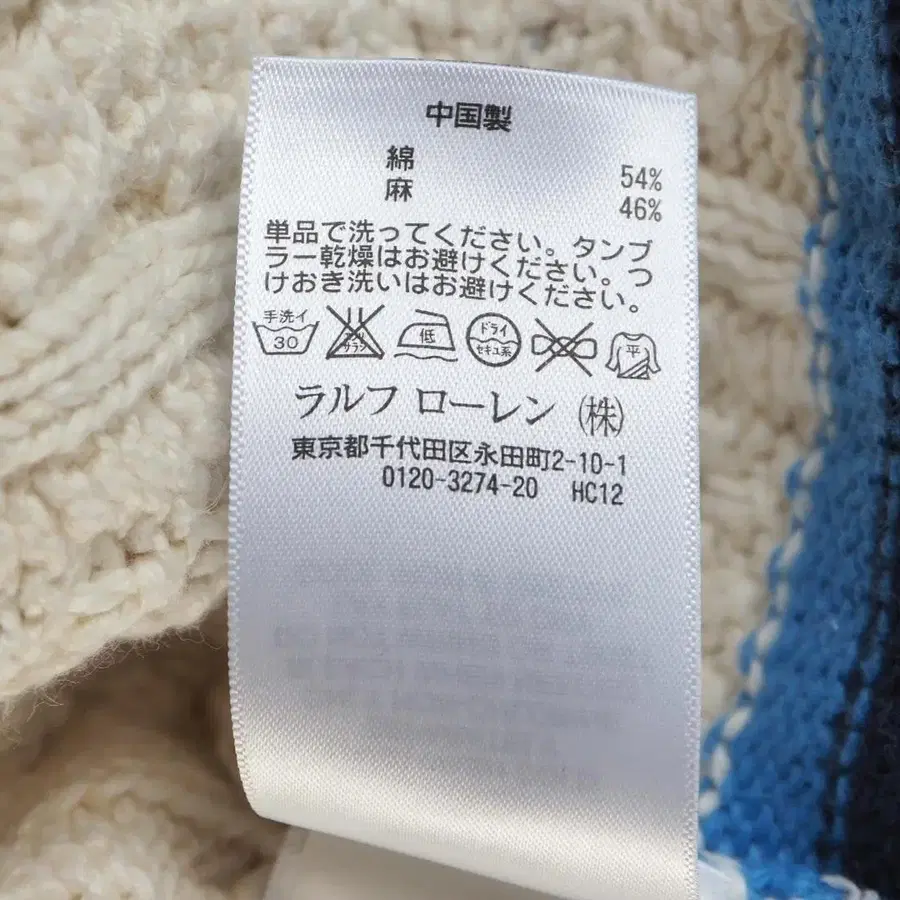 中国製
綿 54%
麻 46%
単品で洗ってください。タンブ
ラー乾燥はお避けください。つ
けおき洗いはお避けください。
手洗イ 30 低 ドライ セキユ系 平
ラルフ ローレン (株)
東京都千代田区永田町2-10-1
0120-3274-20 HC12